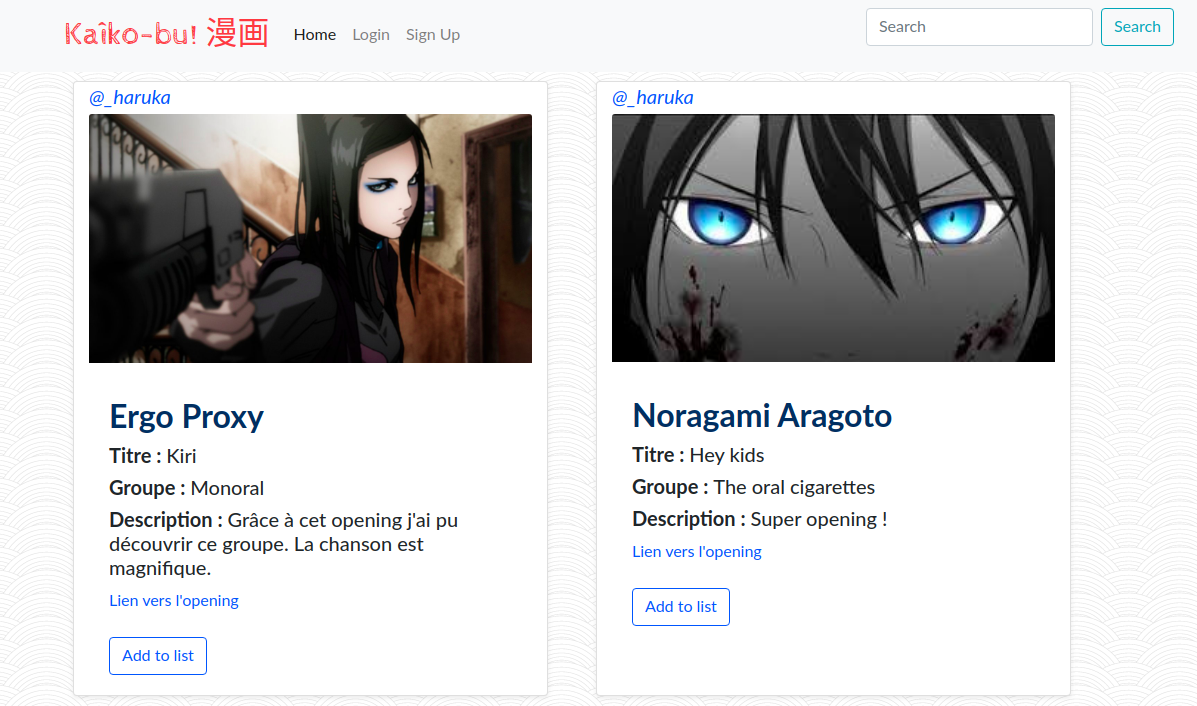 Kaîko-bu! 漫画 Home Login Sign Up Search Search
@_haruka
Ergo Proxy
Titre : Kiri
Groupe : Monoral
Description : Grâce à cet opening j'ai pu
découvrir ce groupe. La chanson est
magnifique.
Lien vers l'opening
Add to list
@_haruka
Noragami Aragoto
Titre : Hey kids
Groupe : The oral cigarettes
Description : Super opening !
Lien vers l'opening
Add to list